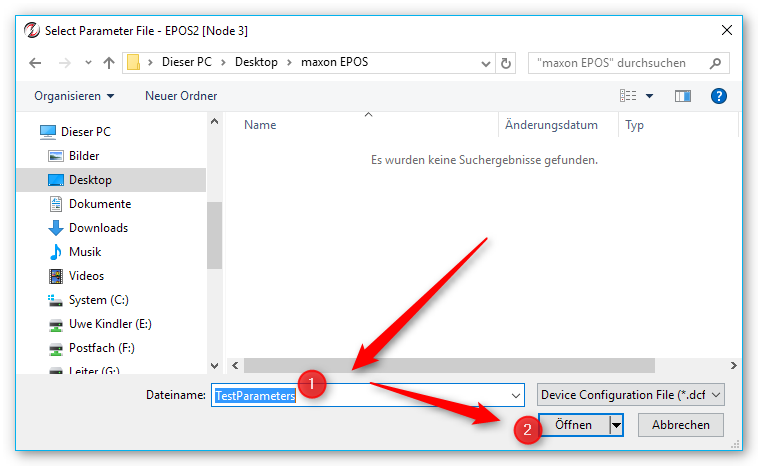 Select Parameter File - EPOS2 [Node 3]
Dieser PC > Desktop > maxon EPOS
"maxon EPOS" durchsuchen
Organisieren
Neuer Ordner
Name
Änderungsdatum
Typ
Es wurden keine Suchergebnisse gefunden.
Dieser PC
Bilder
Desktop
Dokumente
Downloads
Musik
Videos
System (C:)
Uwe Kindler (E:)
Postfach (F:)
Leiter (G:)
1
Dateiname:
TestParameters
Device Configuration File (*.dcf
2
Öffnen
Abbrechen